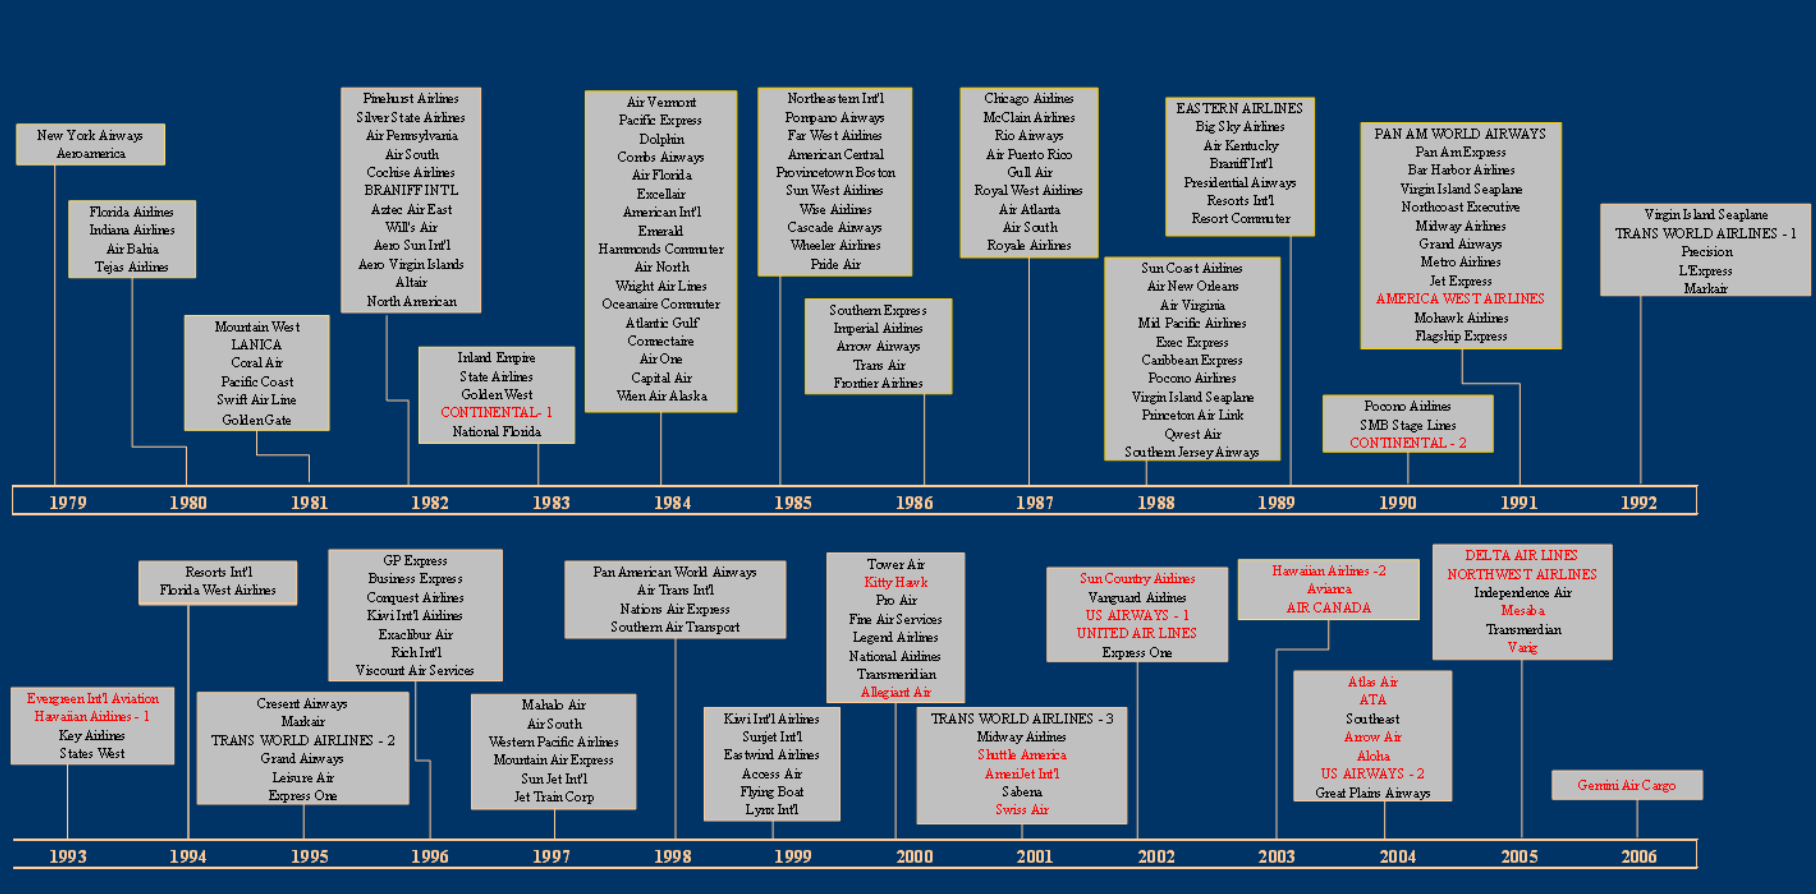 New York Airways
Aeroamerica
Florida Airlines
Indiana Airlines
Air Bahia
Tejas Airlines
Mountain West
LANICA
Coral Air
Pacific Coast
Swift Air Line
Golden Gate
Pinehurst Airlines
Silver State Airlines
Air Pennsylvania
Air South
Cochise Airlines
BRANIFF INT'L
Aztec Air East
Will's Air
Aero Sun Int'l
Aero Virgin Islands
Altair
North American
Inland Empire
State Airlines
Golden West
CONTINENTAL- 1
National Florida
Air Vermont
Pacific Express
Dolphin
Combs Airways
Air Florida
Excellair
American Int'l
Emerald
Hammonds Commuter
Air North
Wright Air Lines
Oceanaire Commuter
Atlantic Gulf
Connectaire
Air One
Capital Air
Wien Air Alaska
Northeastern Int'l
Pompano Airways
Far West Airlines
American Central
Provincetown Boston
Sun West Airlines
Wise Airlines
Cascade Airways
Wheeler Airlines
Pride Air
Southern Express
Imperial Airlines
Arrow Airways
Trans Air
Frontier Airlines
Chicago Airlines
McClain Airlines
Rio Airways
Air Puerto Rico
Gull Air
Royal West Airlines
Air Atlanta
Air South
Royale Airlines
Sun Coast Airlines
Air New Orleans
Air Virginia
Mid Pacific Airlines
Exec Express
Caribbean Express
Pocono Airlines
Virgin Island Seaplane
Princeton Air Link
Qwest Air
Southern Jersey Airways
EASTERN AIRLINES
Big Sky Airlines
Air Kentucky
Braniff Int'l
Presidential Airways
Resorts Int'l
Resort Commuter
Pocono Airlines
SMB Stage Lines
CONTINENTAL - 2
PAN AM WORLD AIRWAYS
Pan Am Express
Bar Harbor Airlines
Virgin Island Seaplane
Northcoast Executive
Midway Airlines
Grand Airways
Metro Airlines
Jet Express
AMERICA WEST AIRLINES
Mohawk Airlines
Flagship Express
Virgin Island Seaplane
TRANS WORLD AIRLINES - 1
Precision
L'Express
Markair
1979 1980 1981 1982 1983 1984 1985 1986 1987 1988 1989 1990 1991 1992
Evergreen Int'l Aviation
Hawaiian Airlines - 1
Key Airlines
States West
Resorts Int'l
Florida West Airlines
Cresent Airways
Markair
TRANS WORLD AIRLINES - 2
Grand Airways
Leisure Air
Express One
GP Express
Business Express
Conquest Airlines
Kiwi Int'l Airlines
Exaclibur Air
Rich Int'l
Viscount Air Services
Mahalo Air
Air South
Western Pacific Airlines
Mountain Air Express
Sun Jet Int'l
Jet Train Corp
Pan American World Airways
Air Trans Int'l
Nations Air Express
Southern Air Transport
Kiwi Int'l Airlines
Sunjet Int'l
Eastwind Airlines
Access Air
Flying Boat
Lynx Int'l
Tower Air
Kitty Hawk
Pro Air
Fine Air Services
Legend Airlines
National Airlines
Transmeridian
Allegiant Air
TRANS WORLD AIRLINES - 3
Midway Airlines
Shuttle America
AmeriJet Int'l
Sabena
Swiss Air
Sun Country Airlines
Vanguard Airlines
US AIRWAYS - 1
UNITED AIR LINES
Express One
Hawaiian Airlines -2
Avianca
AIR CANADA
Atlas Air
ATA
Southeast
Arrow Air
Aloha
US AIRWAYS - 2
Great Plains Airways
DELTA AIR LINES
NORTHWEST AIRLINES
Independence Air
Mesaba
Transmerdian
Varig
Gemini Air Cargo
1993 1994 1995 1996 1997 1998 1999 2000 2001 2002 2003 2004 2005 2006